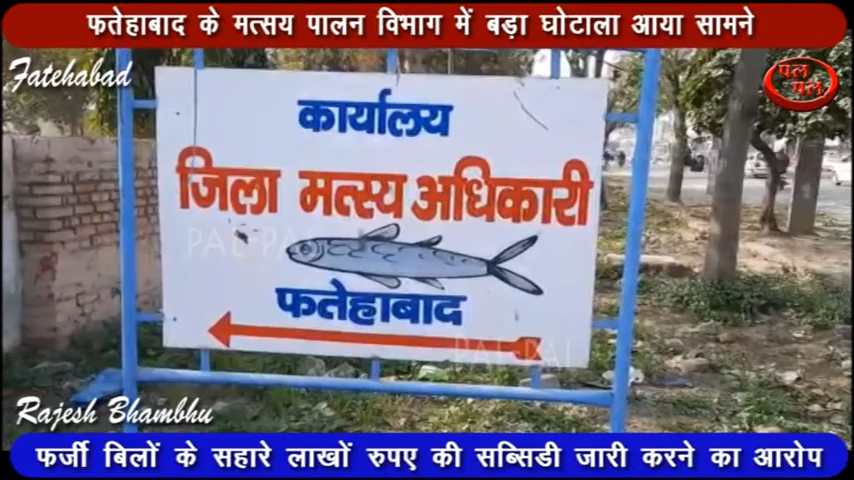 फतेहाबाद के मत्सय पालन विभाग में बड़ा घोटाला आया सामने
Fatehabad
पल
पल
कार्यालय
जिला मत्स्य अधिकारी
PAL-PAL
फतेहाबाद
PAL-PAL
Rajesh Bhambhu
फर्जी बिलों के सहारे लाखों रुपए की सब्सिडी जारी करने का आरोप